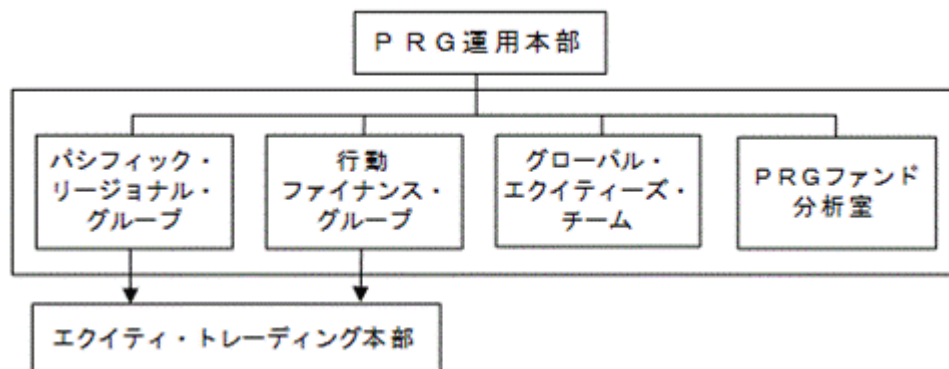 PRG運用本部
パシフィック・
リージョナル・
グループ
行動
ファイナンス・
グループ
グローバル・
エクイティーズ・
チーム
PRGファンド
分析室
エクイティ・トレーディング本部